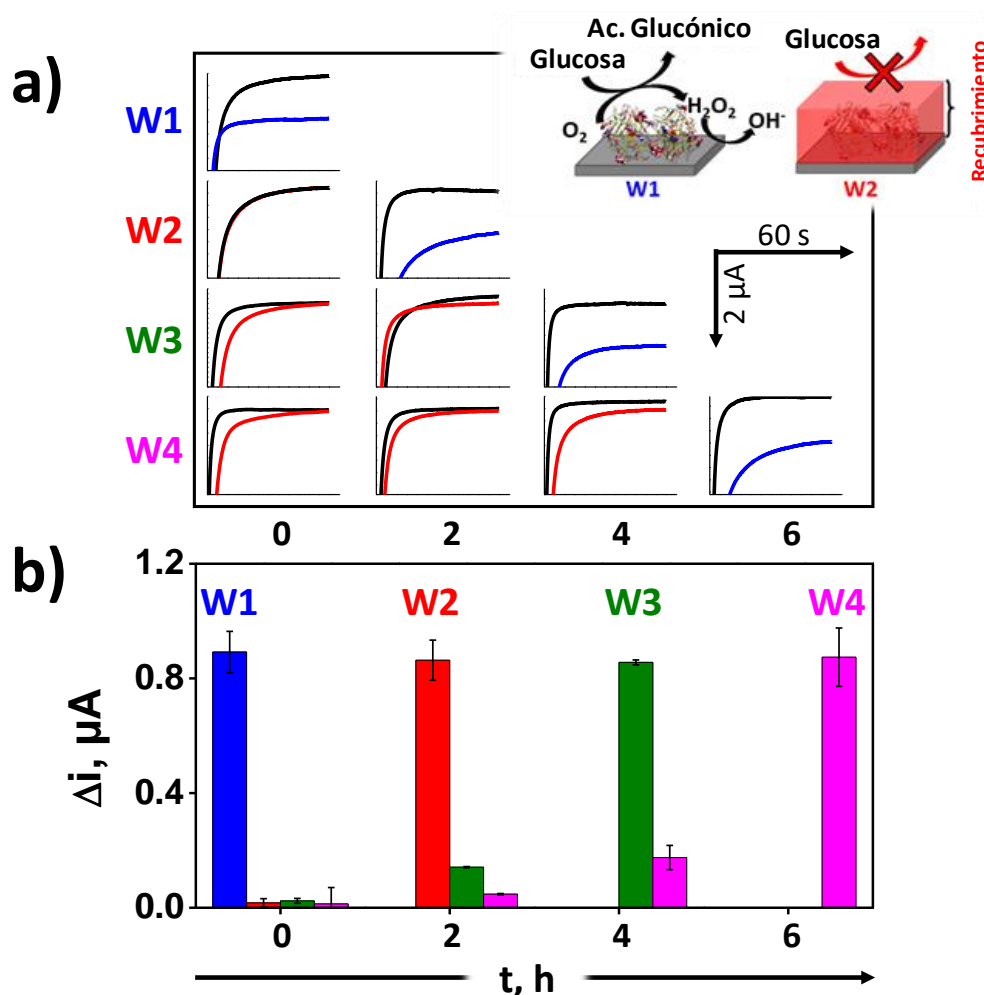 a)
Ac. Glucónico
Glucosa
O2
H2O2
OH-
W1
Glucosa
W2
Recubrimiento
W1
W2
W3
W4
60 s
2 µA
0 2 4 6
b)
1.2
0.8
0.4
0.0
Δi, µA
W1 W2 W3 W4
0 2 4 6
t, h